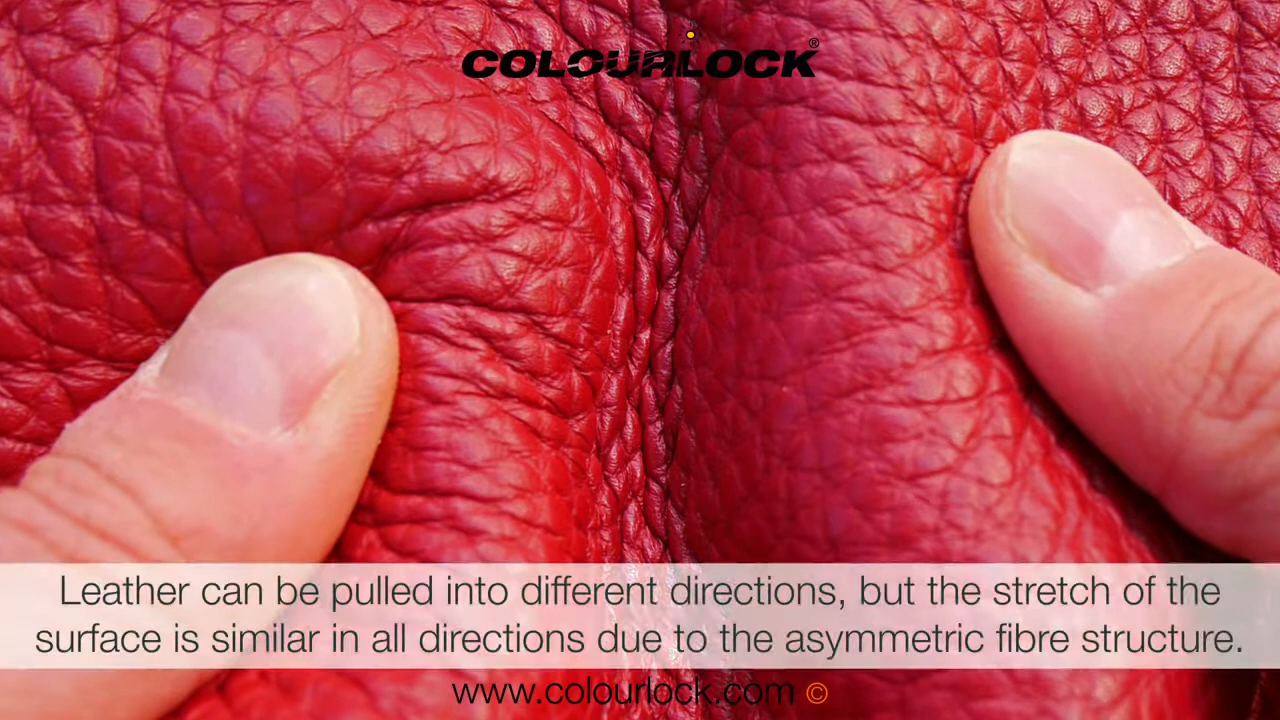 COLOURLOCK®
Leather can be pulled into different directions, but the stretch of the
surface is similar in all directions due to the asymmetric fibre structure.
www.colourlock.com ©